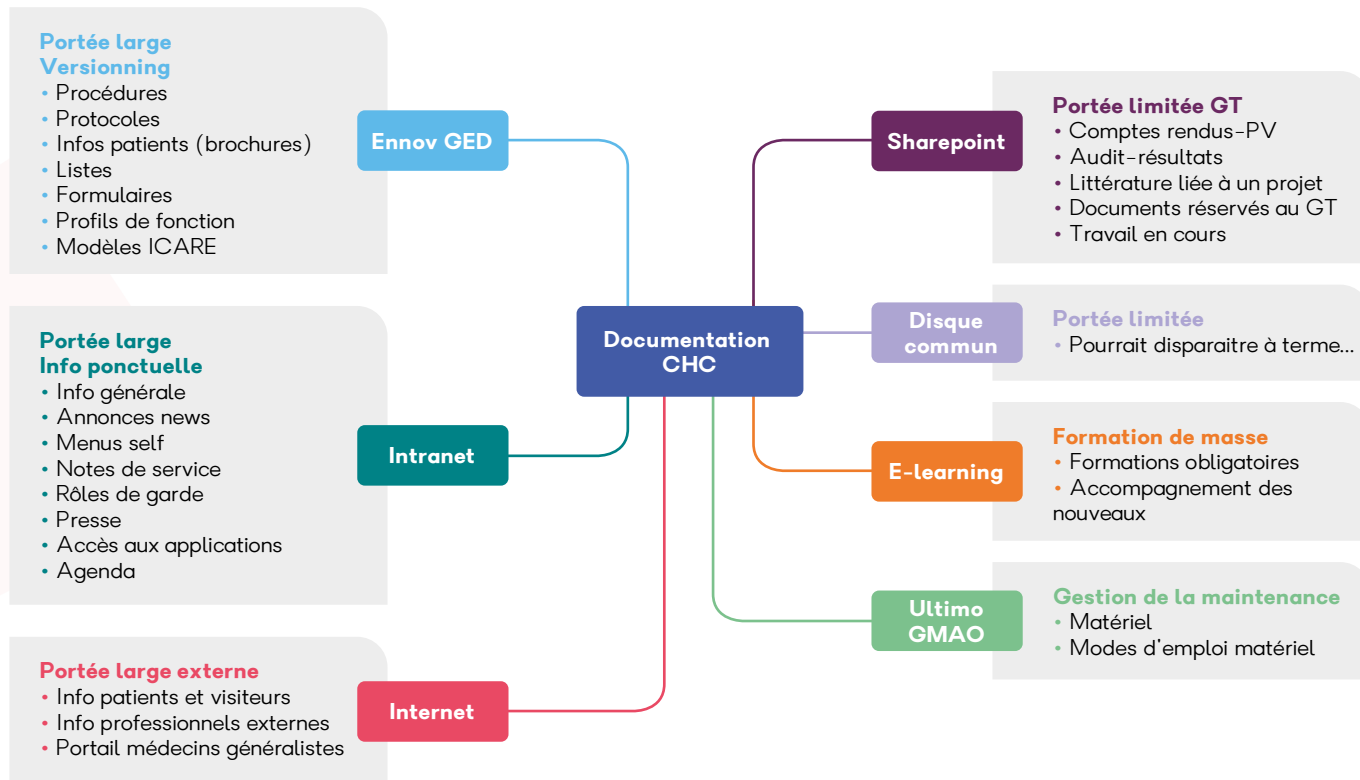 Portée large
Versionning
• Procédures
• Protocoles
• Infos patients (brochures)
• Listes
• Formulaires
• Profils de fonction
• Modèles ICARE
Ennov GED
Portée large
Info ponctuelle
• Info générale
• Annonces news
• Menus self
• Notes de service
• Rôles de garde
• Presse
• Accès aux applications
• Agenda
Intranet
Portée large externe
• Info patients et visiteurs
• Info professionnels externes
• Portail médecins généralistes
Internet
Documentation
CHC
Sharepoint
Portée limitée GT
• Comptes rendus-PV
• Audit-résultats
• Littérature liée à un projet
• Documents réservés au GT
• Travail en cours
Disque
commun
Portée limitée
• Pourrait disparaitre à terme...
E-learning
Formation de masse
• Formations obligatoires
• Accompagnement des
nouveaux
Ultimo
GMAO
Gestion de la maintenance
• Matériel
• Modes d'emploi matériel